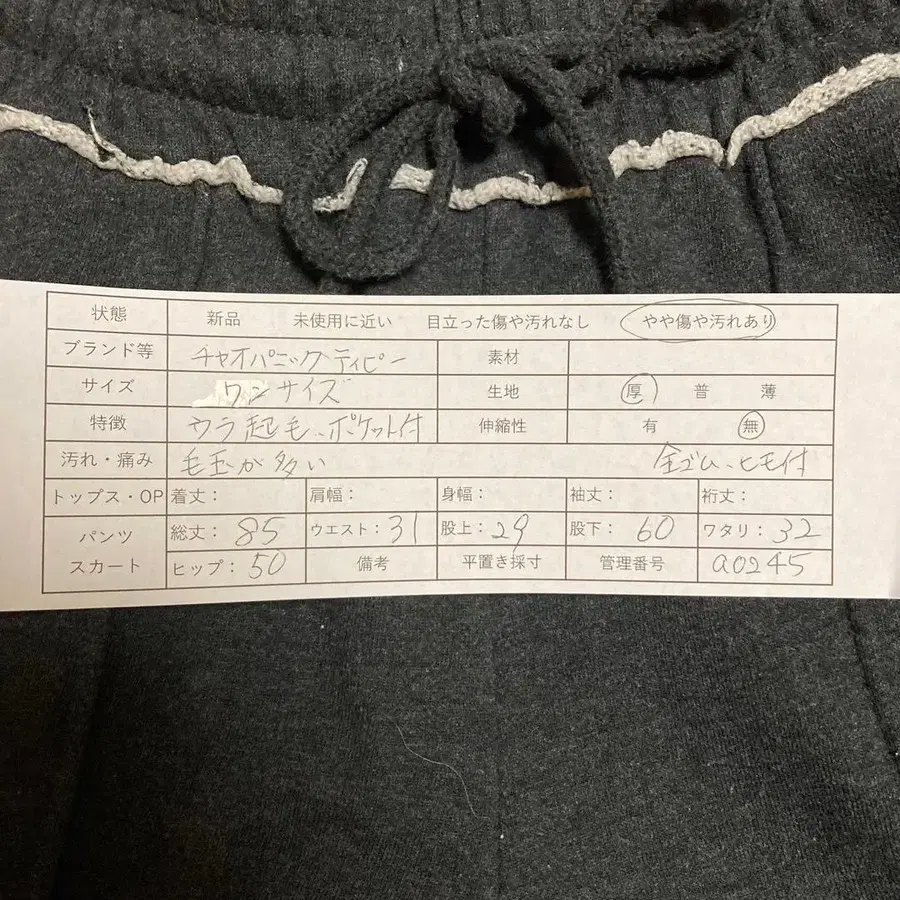 状態 新品 未使用に近い 目立った傷や汚れなし やや傷や汚れあり
ブランド等 チャオパニックティピー 素材
サイズ ワンサイズ 生地 厚 普 薄
特徴 ウラ起毛、ポケット付 伸縮性 有 無
汚れ・痛み 毛玉が多い 全ゴム、ヒモ付
トップス・OP 着丈： 肩幅： 身幅： 袖丈： 裄丈：
パンツ 総丈：85 ウエスト：31 股上：29 股下：60 ワタリ：32
スカート ヒップ：50 備考 平置き採寸 管理番号 a0245